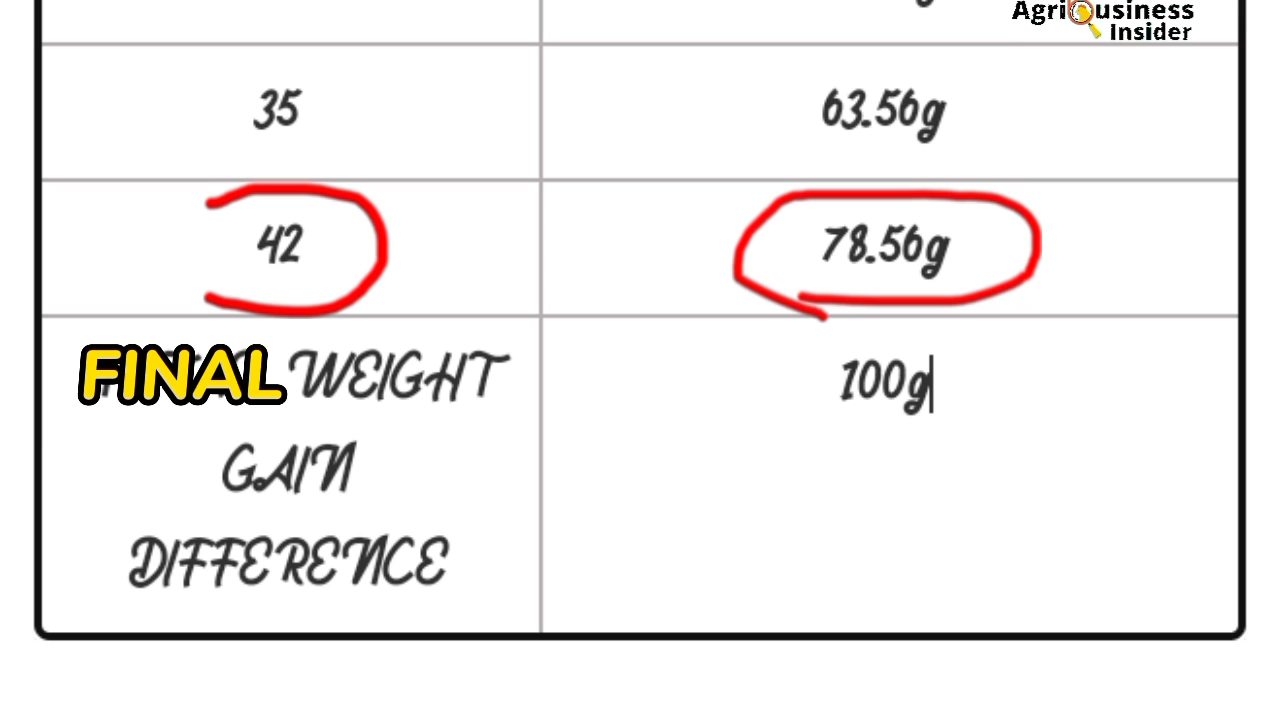 AgriBusiness
Insider
35 63.56g
42 78.56g
FINAL WEIGHT 100g
GAIN
DIFFERENCE